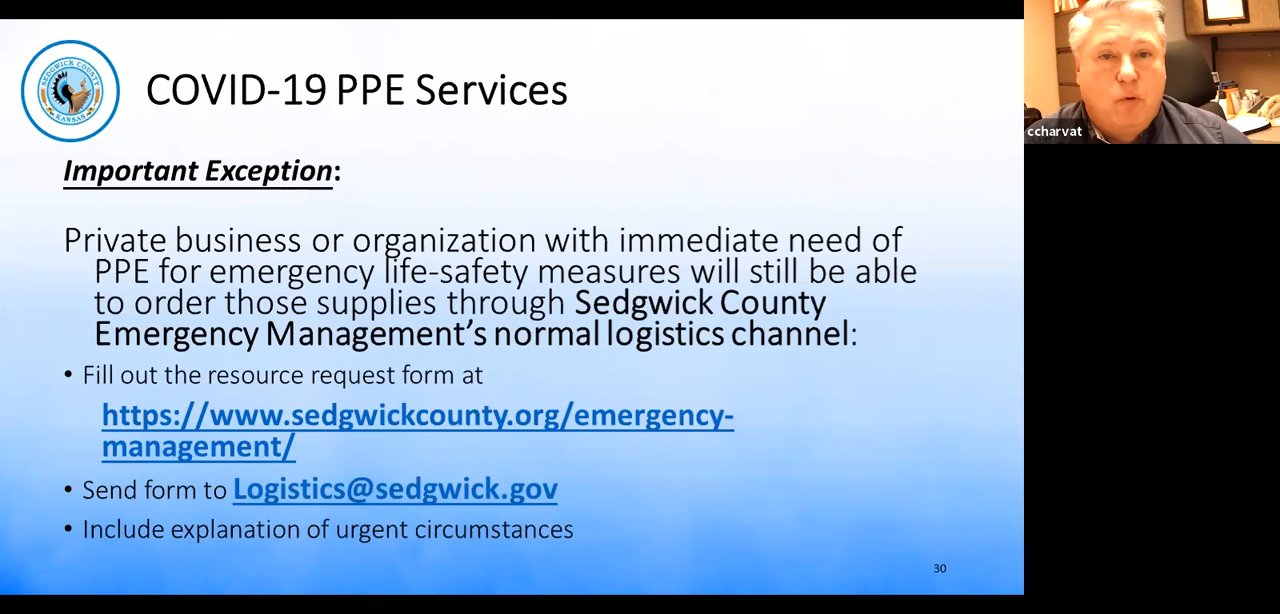 SEDGWICK COUNTY
KANSAS
COVID-19 PPE Services
ccharvat
Important Exception:
Private business or organization with immediate need of
PPE for emergency life-safety measures will still be able
to order those supplies through Sedgwick County
Emergency Management’s normal logistics channel:
• Fill out the resource request form at
https://www.sedgwickcounty.org/emergency-
management/
• Send form to Logistics@sedgwick.gov
• Include explanation of urgent circumstances
30